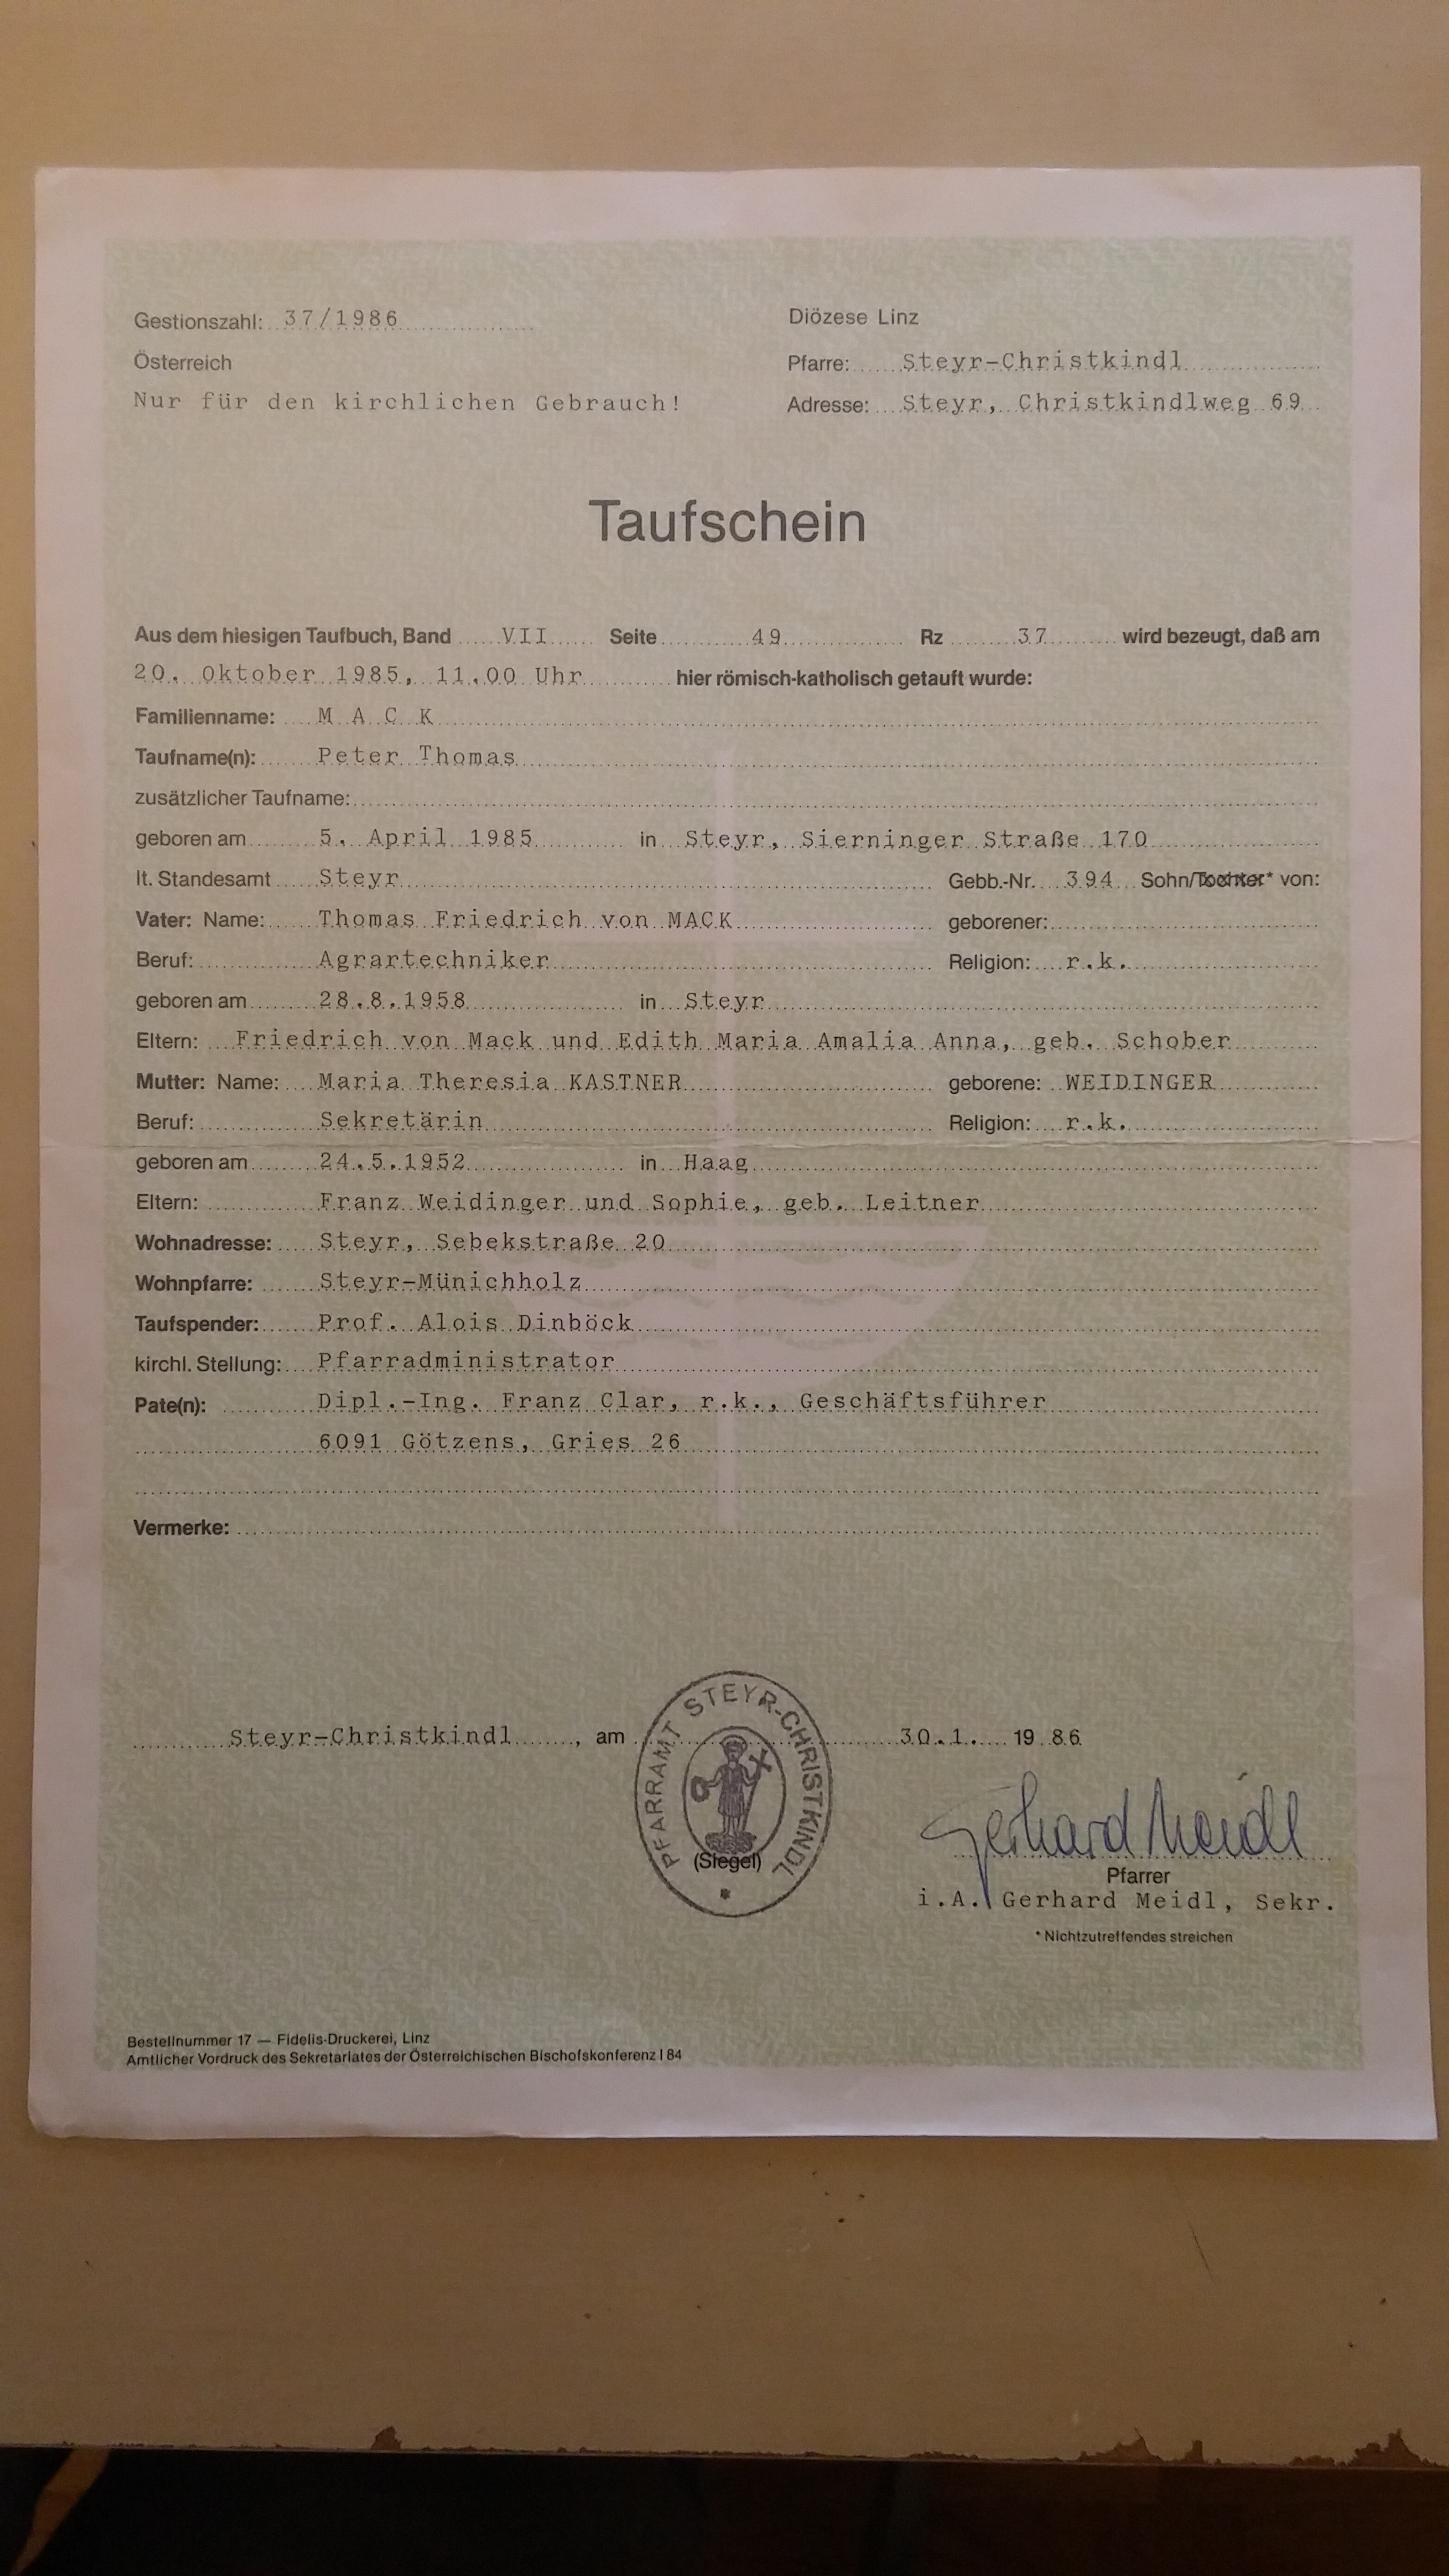 Gestionszahl: 37/1986
Diözese Linz
Österreich
Pfarre: Steyr-Christkindl
Nur für den kirchlichen Gebrauch!
Adresse: Steyr, Christkindlweg 69
Taufschein
Aus dem hiesigen Taufbuch, Band VII Seite 49 Rz 37 wird bezeugt, daß am
20. Oktober 1985, 11.00 Uhr hier römisch-katholisch getauft wurde:
Familienname: M A C K
Taufname(n): Peter Thomas
zusätzlicher Taufname:
geboren am 5. April 1985 in Steyr, Sierninger Straße 170
lt. Standesamt Steyr Gebb.-Nr. 394 Sohn/Tochter* von:
Vater: Name: Thomas Friedrich von MACK geborener:
Beruf: Agrartechniker Religion: r.k.
geboren am 28.8.1958 in Steyr
Eltern: Friedrich von Mack und Edith Maria Amalia Anna, geb. Schober
Mutter: Name: Maria Theresia KASTNER geborene: WEIDINGER
Beruf: Sekretärin Religion: r.k.
geboren am 24.5.1952 in Haag
Eltern: Franz Weidinger und Sophie, geb. Leitner
Wohnadresse: Steyr, Sebekstraße 20
Wohnpfarre: Steyr-Münichholz
Taufspender: Prof. Alois Dinböck
kirchl. Stellung: Pfarradministrator
Pate(n): Dipl.-Ing. Franz Clar, r.k., Geschäftsführer
6091 Götzens, Gries 26
Vermerke:
PFARRAMT STEYR-CHRISTKINDL
Steyr-Christkindl, am 30.1. 19 86
(Siegel)
Gerhard Meidl
Pfarrer
i.A. Gerhard Meidl, Sekr.
* Nichtzutreffendes streichen
Bestellnummer 17 — Fidelis-Druckerei, Linz
Amtlicher Vordruck des Sekretariates der Österreichischen Bischofskonferenz I 84